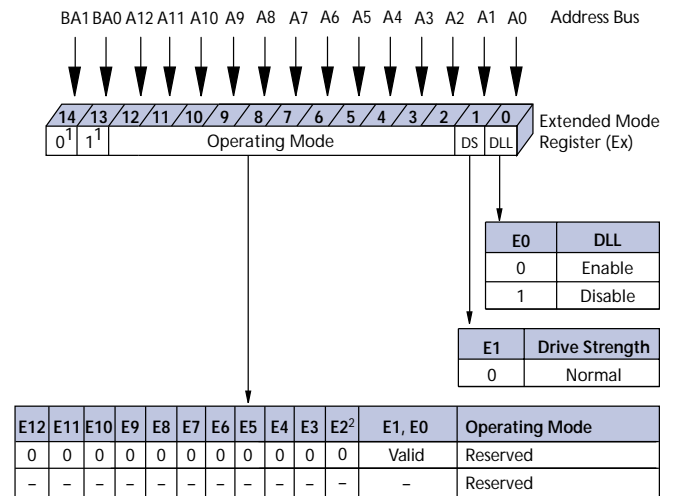 BA1 BA0 A12 A11 A10 A9 A8 A7 A6 A5 A4 A3 A2 A1 A0 Address Bus
14 13 12 11 10 9 8 7 6 5 4 3 2 1 0
0¹ 1¹ Operating Mode DS DLL
Extended Mode
Register (Ex)
E0 DLL
0 Enable
1 Disable
E1 Drive Strength
0 Normal
E12 E11 E10 E9 E8 E7 E6 E5 E4 E3 E2² E1, E0 Operating Mode
0 0 0 0 0 0 0 0 0 0 0 Valid Reserved
– – – – – – – – – – – – Reserved